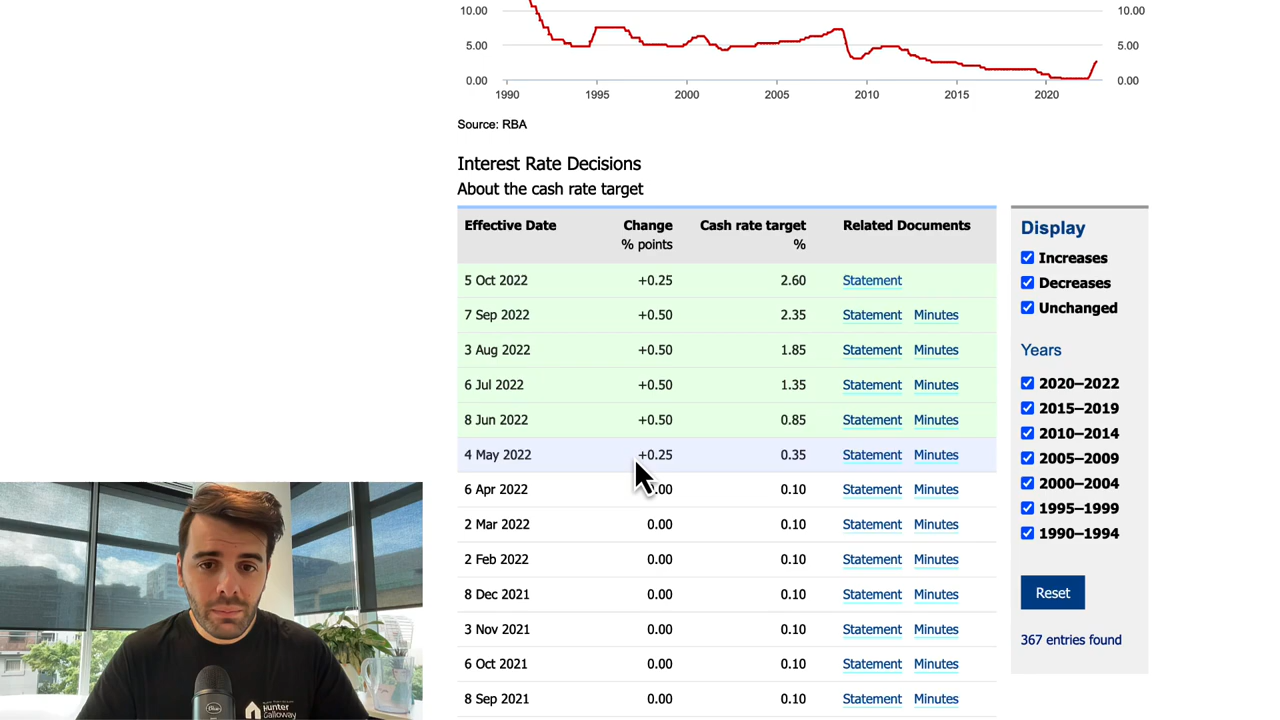 10.00 10.00
5.00 5.00
0.00 0.00
1990 1995 2000 2005 2010 2015 2020
Source: RBA
Interest Rate Decisions
About the cash rate target
Effective Date Change Cash rate target Related Documents
% points %
5 Oct 2022 +0.25 2.60 Statement
7 Sep 2022 +0.50 2.35 Statement Minutes
3 Aug 2022 +0.50 1.85 Statement Minutes
6 Jul 2022 +0.50 1.35 Statement Minutes
8 Jun 2022 +0.50 0.85 Statement Minutes
4 May 2022 +0.25 0.35 Statement Minutes
6 Apr 2022 .00 0.10 Statement Minutes
2 Mar 2022 0.00 0.10 Statement Minutes
2 Feb 2022 0.00 0.10 Statement Minutes
8 Dec 2021 0.00 0.10 Statement Minutes
3 Nov 2021 0.00 0.10 Statement Minutes
6 Oct 2021 0.00 0.10 Statement Minutes
8 Sep 2021 0.00 0.10 Statement Minutes
Display
Increases
Decreases
Unchanged
Years
2020–2022
2015–2019
2010–2014
2005–2009
2000–2004
1995–1999
1990–1994
Reset
367 entries found
Hunter
Galloway